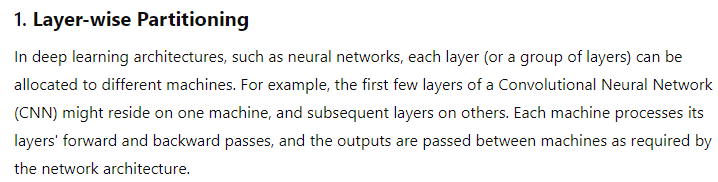 1. Layer-wise Partitioning
In deep learning architectures, such as neural networks, each layer (or a group of layers) can be
allocated to different machines. For example, the first few layers of a Convolutional Neural Network
(CNN) might reside on one machine, and subsequent layers on others. Each machine processes its
layers' forward and backward passes, and the outputs are passed between machines as required by
the network architecture.